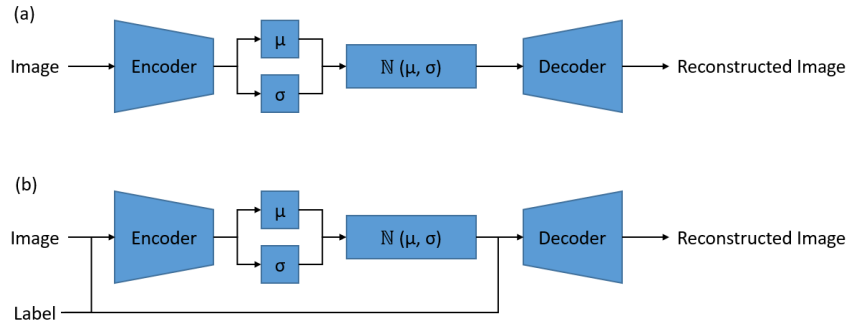 (a)
Image
Encoder
μ
σ
ℕ (μ, σ)
Decoder
Reconstructed Image
(b)
Image
Encoder
μ
σ
ℕ (μ, σ)
Decoder
Reconstructed Image
Label